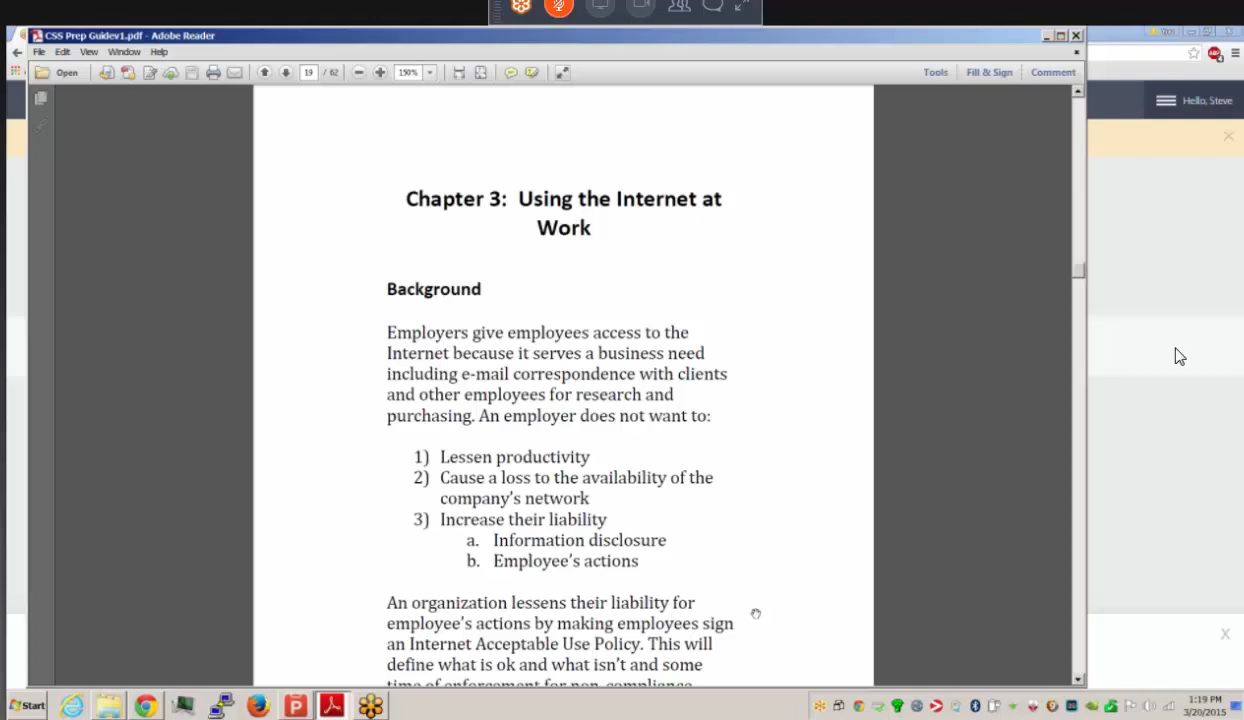 CSS Prep Guidev1.pdf - Adobe Reader
File Edit View Window Help
Open 19 / 62 150% Tools Fill & Sign Comment
Hello, Steve
Chapter 3: Using the Internet at
Work
Background
Employers give employees access to the
Internet because it serves a business need
including e-mail correspondence with clients
and other employees for research and
purchasing. An employer does not want to:
1) Lessen productivity
2) Cause a loss to the availability of the
company's network
3) Increase their liability
a. Information disclosure
b. Employee's actions
An organization lessens their liability for
employee's actions by making employees sign
an Internet Acceptable Use Policy. This will
define what is ok and what isn't and some
time of enforcement for non-compliance
Start
1:19 PM
3/20/2015